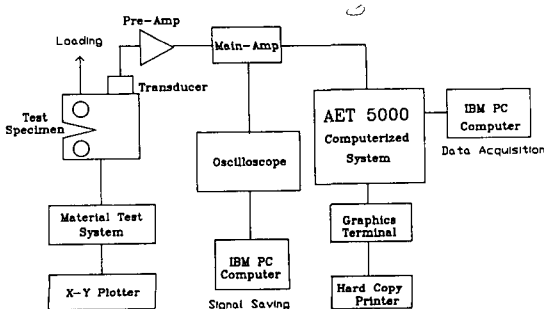 Pre-Amp
Loading
Main-Amp
Transducer
Test
Specimen
AET 5000
Computerized
System
IBM PC
Computer
Data Acquisition
Oscilloscope
Material Test
System
Graphics
Terminal
IBM PC
Computer
X-Y Plotter
Hard Copy
Printer
Signal Saving